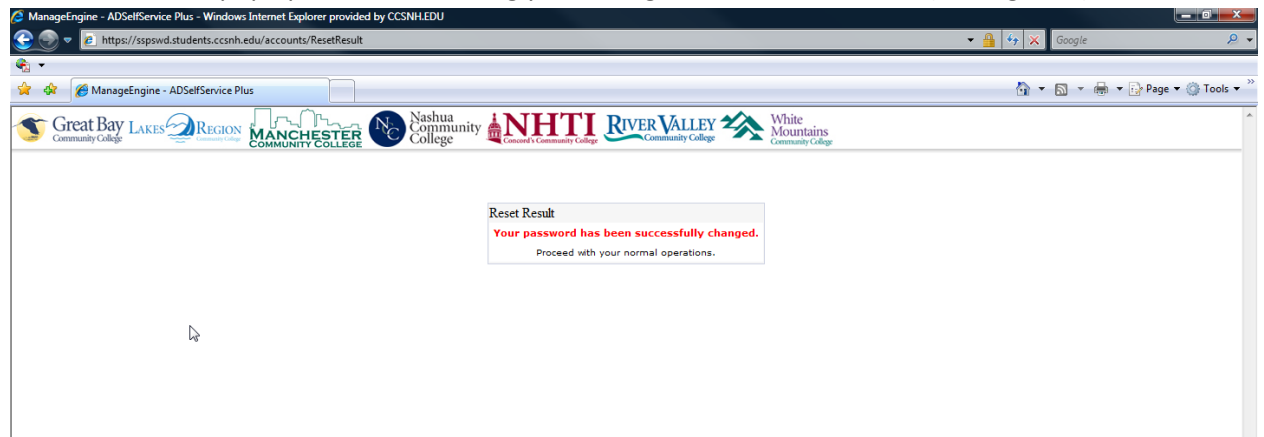 ManageEngine - ADSelfService Plus - Windows Internet Explorer provided by CCSNH.EDU
https://sspswd.students.ccsnh.edu/accounts/ResetResult
Google
ManageEngine - ADSelfService Plus
Page Tools
Great Bay
Community College
LAKES REGION
Community College
MANCHESTER
COMMUNITY COLLEGE
NC
Nashua
Community
College
NHTI
Concord's Community College
RIVER VALLEY
Community College
White
Mountains
Community College
Reset Result
Your password has been successfully changed.
Proceed with your normal operations.